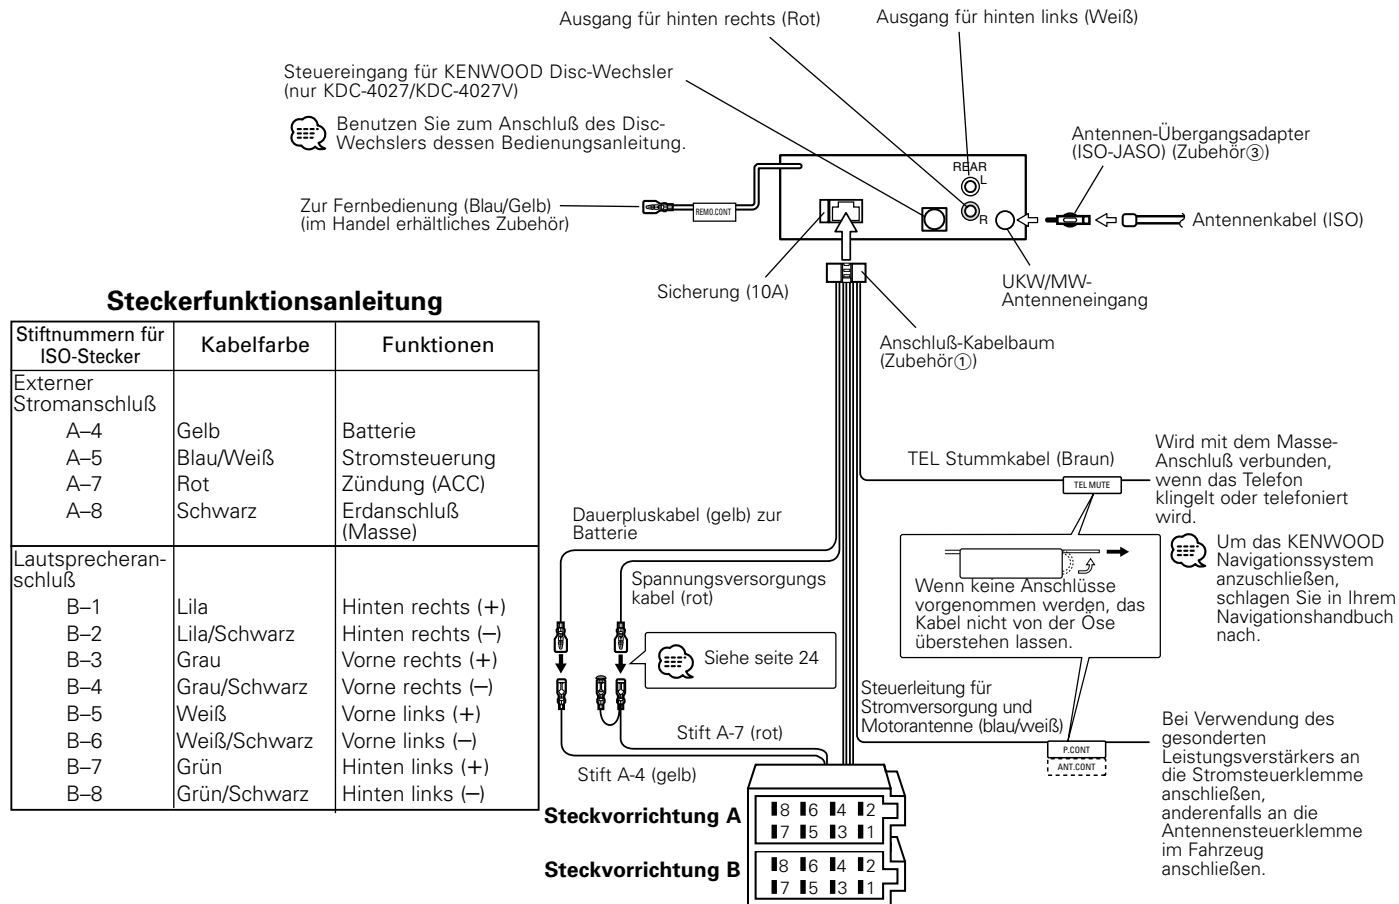 Ausgang für hinten rechts (Rot)
Ausgang für hinten links (Weiß)
Steuereingang für KENWOOD Disc-Wechsler
(nur KDC-4027/KDC-4027V)
Benutzen Sie zum Anschluß des Disc-
Wechslers dessen Bedienungsanleitung.
Antennen-Übergangsadapter
(ISO-JASO) (Zubehör③)
REAR
L
R
Zur Fernbedienung (Blau/Gelb)
(im Handel erhältliches Zubehör)
REMO.CONT
Antennenkabel (ISO)
Sicherung (10A)
UKW/MW-
Antenneneingang
Anschluß-Kabelbaum
(Zubehör①)
Steckerfunktionsanleitung
Stiftnummern für
ISO-Stecker
Kabelfarbe
Funktionen
Externer
Stromanschluß
A–4 Gelb Batterie
A–5 Blau/Weiß Stromsteuerung
A–7 Rot Zündung (ACC)
A–8 Schwarz Erdanschluß
(Masse)
Lautsprecheran-
schluß
B–1 Lila Hinten rechts (+)
B–2 Lila/Schwarz Hinten rechts (–)
B–3 Grau Vorne rechts (+)
B–4 Grau/Schwarz Vorne rechts (–)
B–5 Weiß Vorne links (+)
B–6 Weiß/Schwarz Vorne links (–)
B–7 Grün Hinten links (+)
B–8 Grün/Schwarz Hinten links (–)
TEL Stummkabel (Braun)
TEL MUTE
Wird mit dem Masse-
Anschluß verbunden,
wenn das Telefon
klingelt oder telefoniert
wird.
Um das KENWOOD
Navigationssystem
anzuschließen,
schlagen Sie in Ihrem
Navigationshandbuch
nach.
Dauerpluskabel (gelb) zur
Batterie
Spannungsversorgungs
kabel (rot)
Wenn keine Anschlüsse
vorgenommen werden, das
Kabel nicht von der Öse
überstehen lassen.
Siehe seite 24
Steuerleitung für
Stromversorgung und
Motorantenne (blau/weiß)
P.CONT
ANT.CONT
Bei Verwendung des
gesonderten
Leistungsverstärkers an
die Stromsteuerklemme
anschließen,
anderenfalls an die
Antennensteuerklemme
im Fahrzeug
anschließen.
Stift A-7 (rot)
Stift A-4 (gelb)
Steckvorrichtung A
8 6 4 2
7 5 3 1
Steckvorrichtung B
8 6 4 2
7 5 3 1